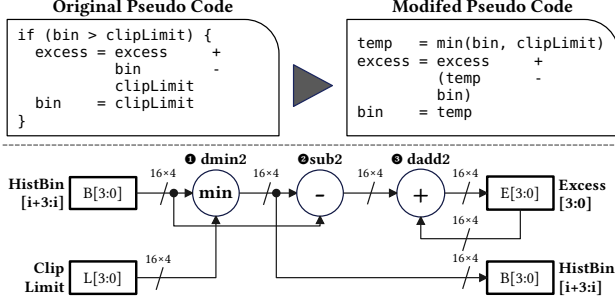 Original Pseudo Code
if (bin > clipLimit) {
excess = excess +
bin -
clipLimit
bin = clipLimit
}
Modifed Pseudo Code
temp = min(bin, clipLimit)
excess = excess +
(temp -
bin)
bin = temp
❶ dmin2
❷sub2
❸ dadd2
HistBin
[i+3:i]
B[3:0]
16×4
min
16×4
-
16×4
+
16×4
E[3:0]
Excess
[3:0]
16×4
Clip
Limit
L[3:0]
16×4
16×4
B[3:0]
HistBin
[i+3:i]